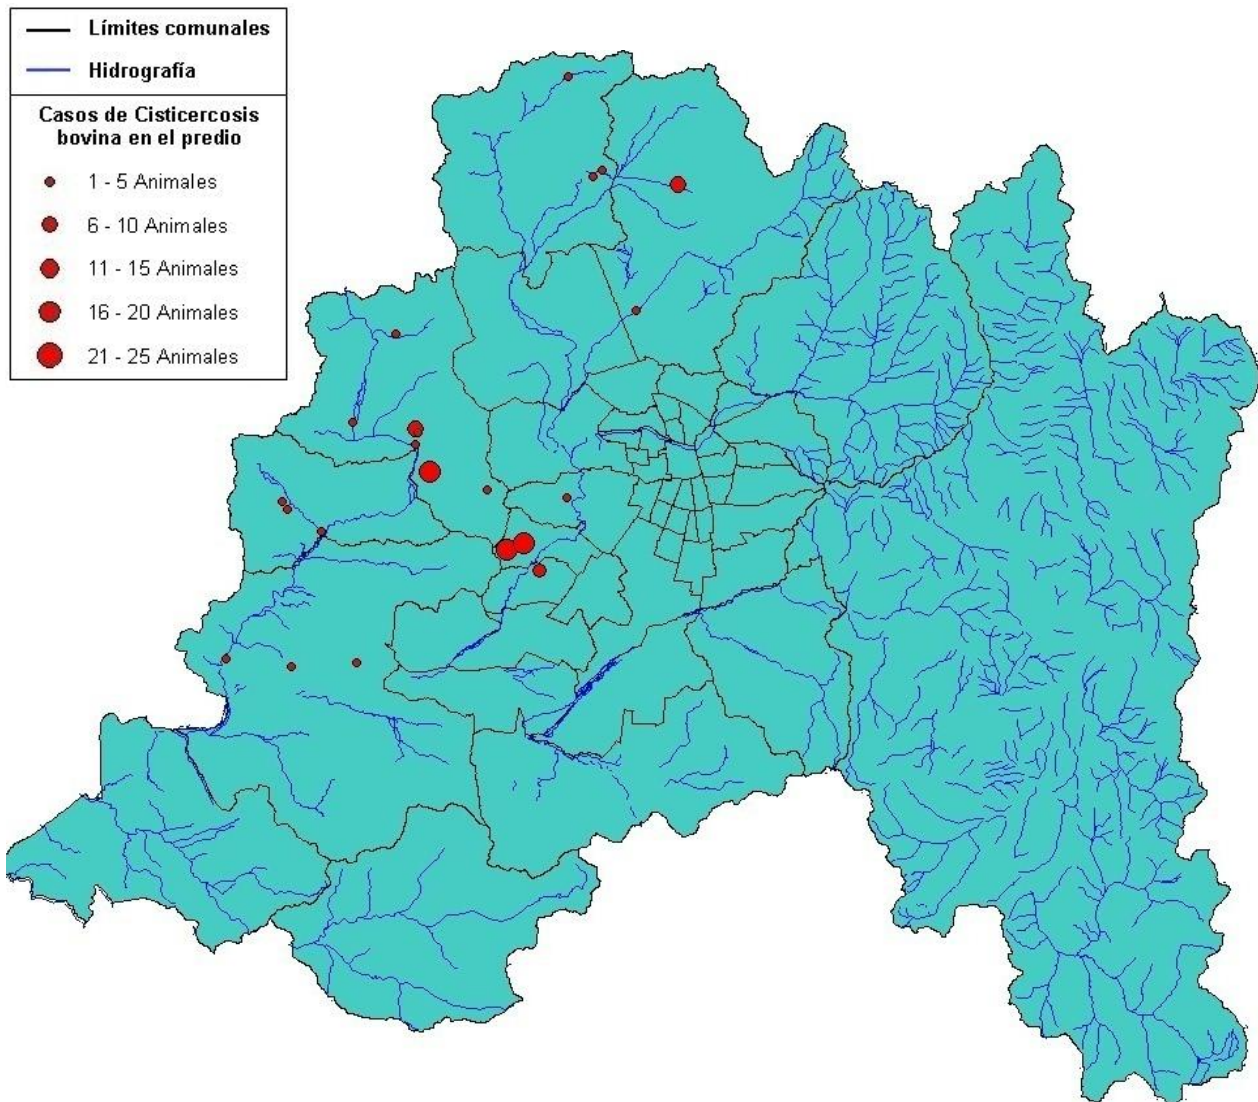 Límites comunales
Hidrografía
Casos de Cisticercosis
bovina en el predio
1 - 5 Animales
6 - 10 Animales
11 - 15 Animales
16 - 20 Animales
21 - 25 Animales